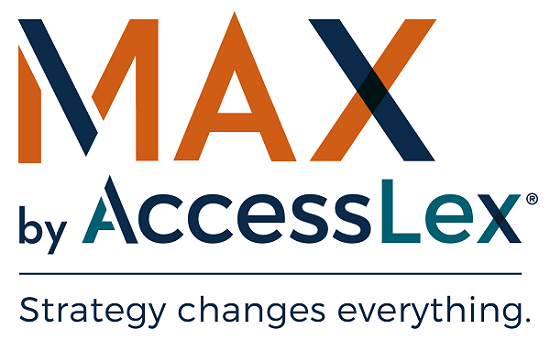 MAX
by AccessLex®
Strategy changes everything.